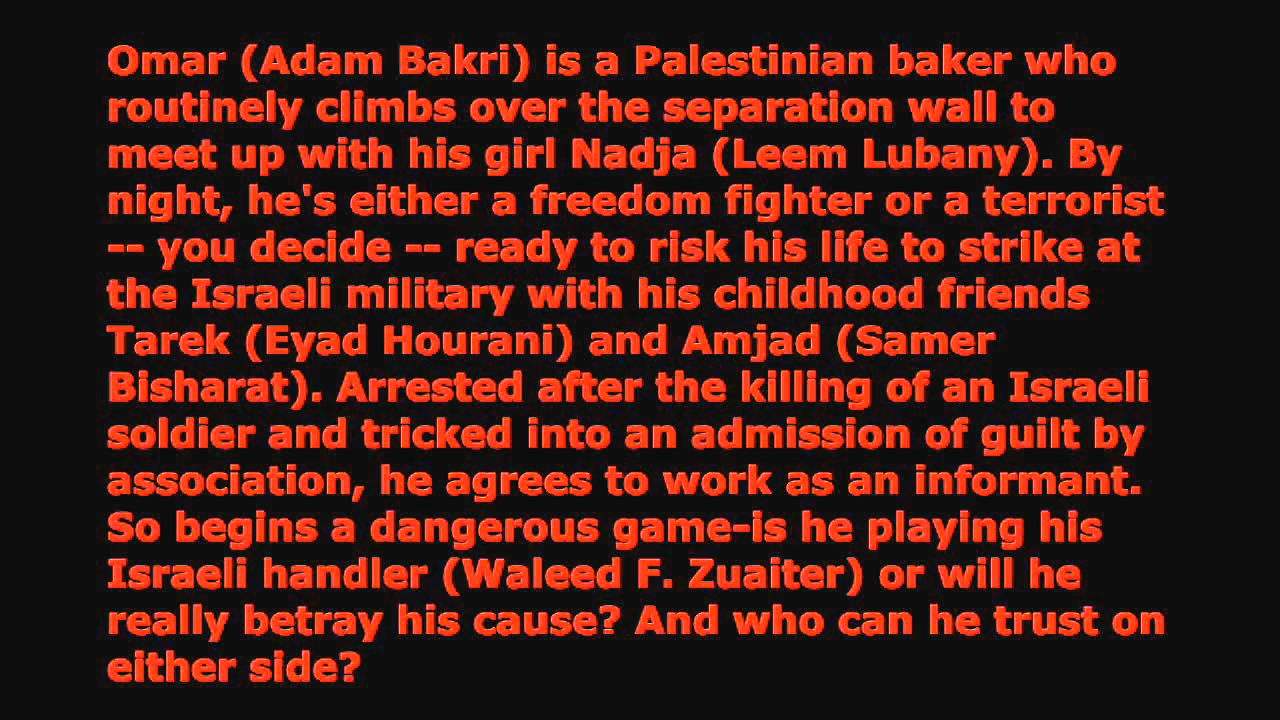 Omar (Adam Bakri) is a Palestinian baker who
routinely climbs over the separation wall to
meet up with his girl Nadja (Leem Lubany). By
night, he's either a freedom fighter or a terrorist
-- you decide -- ready to risk his life to strike at
the Israeli military with his childhood friends
Tarek (Eyad Hourani) and Amjad (Samer
Bisharat). Arrested after the killing of an Israeli
soldier and tricked into an admission of guilt by
association, he agrees to work as an informant.
So begins a dangerous game-is he playing his
Israeli handler (Waleed F. Zuaiter) or will he
really betray his cause? And who can he trust on
either side?